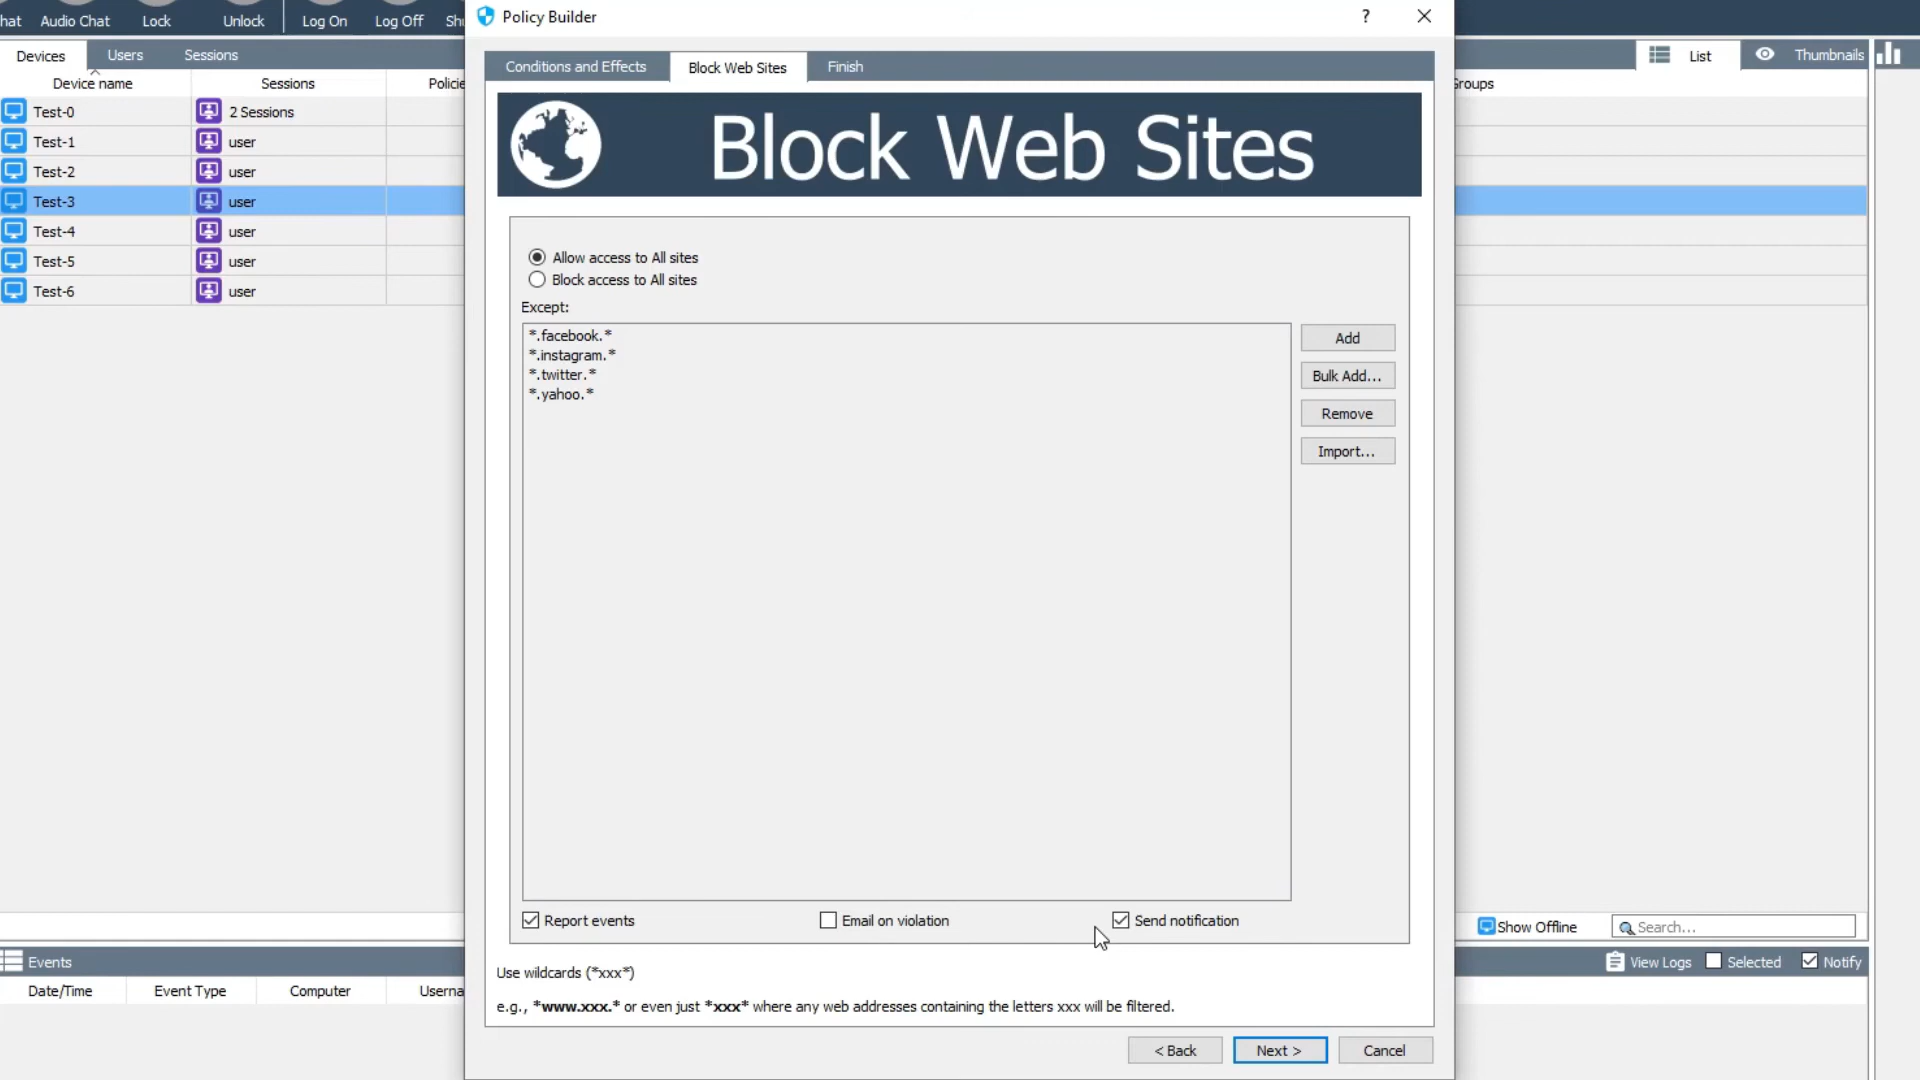 hat Audio Chat Lock Unlock Log On Log Off
Policy Builder ?
Devices Users Sessions
Conditions and Effects Block Web Sites Finish
List Thumbnails
Device name Sessions Policie
roups
Block Web Sites
Test-0 2 Sessions
Test-1 user
Test-2 user
Test-3 user
Test-4 user
Test-5 user
Test-6 user
Allow access to All sites
Block access to All sites
Except:
*.facebook.*
*.instagram.*
*.twitter.*
*.yahoo.*
Add
Bulk Add...
Remove
Import...
Report events Email on violation Send notification
Show Offline Search...
Events
View Logs Selected Notify
Use wildcards (*xxx*)
Date/Time Event Type Computer Userna
e.g., *www.xxx.* or even just *xxx* where any web addresses containing the letters xxx will be filtered.
< Back Next > Cancel